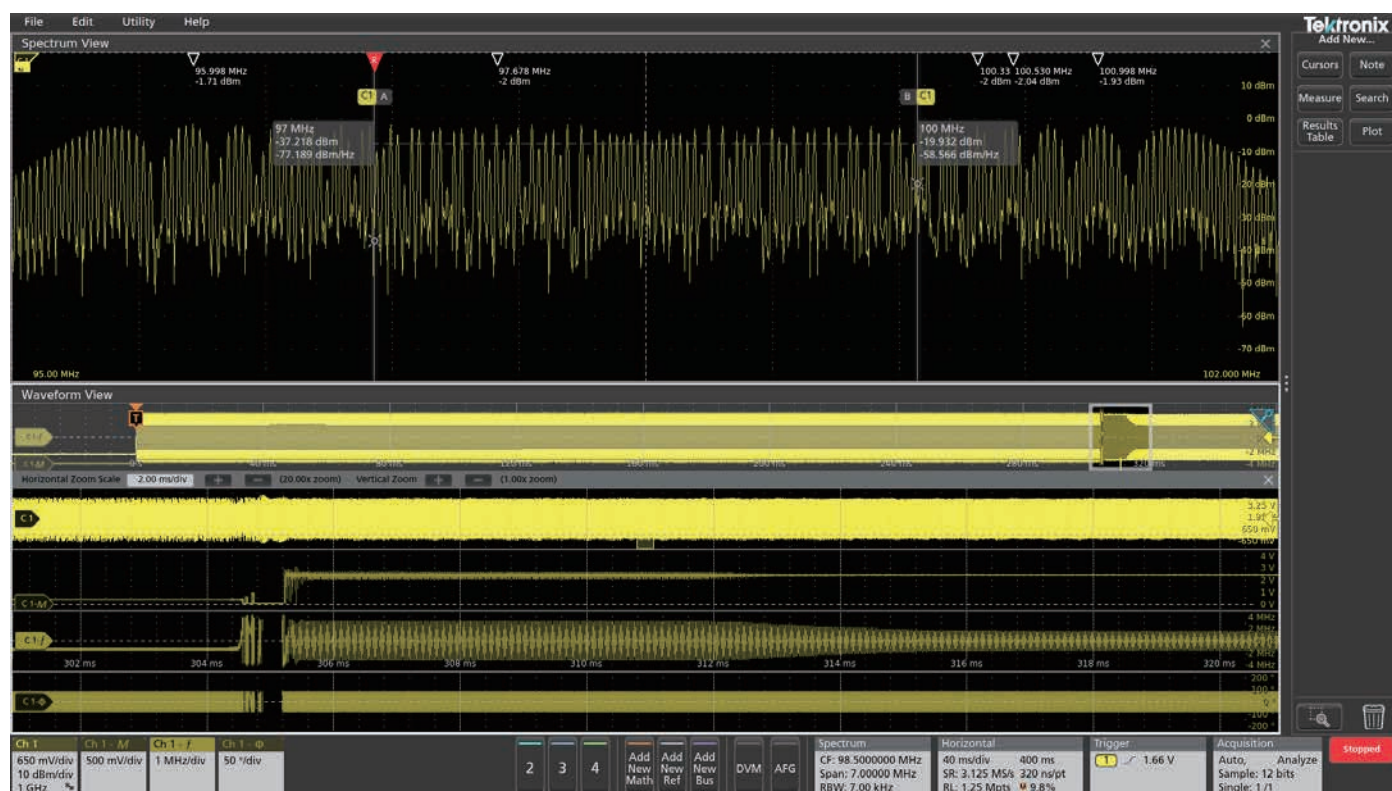 File Edit Utility Help
Tektronix
Add New...
Spectrum View
Cursors Note
Measure Search
Results Table Plot
95.998 MHz
-1.71 dBm
97.678 MHz
-2 dBm
100.33 100.530 MHz
-2 dBm -2.04 dBm
100.998 MHz
-1.93 dBm
C1 A
B C1
97 MHz
-37.218 dBm
-77.189 dBm/Hz
100 MHz
-19.932 dBm
-58.566 dBm/Hz
10 dBm
0 dBm
-10 dBm
-20 dBm
-30 dBm
-40 dBm
-50 dBm
-60 dBm
-70 dBm
95.00 MHz
102.000 MHz
Waveform View
T
-2 MHz
-4 MHz
Horizontal Zoom Scale 2.00 ms/div + - (20.00x zoom) Vertical Zoom + - (1.00x zoom)
C1
3.25 V
650 mV
-650 mV
4 V
3 V
2 V
1 V
0 V
C1-M
4 MHz
2 MHz
C1-f
-2 MHz
302 ms 304 ms 306 ms 308 ms 310 ms 312 ms 314 ms 316 ms 318 ms 320 ms -4 MHz
200 °
100 °
C1-Φ
-100 °
-200 °
Ch 1
650 mV/div
10 dBm/div
1 GHz
Ch 1 - M
500 mV/div
Ch 1 - f
1 MHz/div
Ch 1 - Φ
50 °/div
2 3 4
Add New Math
Add New Ref
Add New Bus
DVM AFG
Spectrum
CF: 98.5000000 MHz
Span: 7.00000 MHz
RBW: 7.00 kHz
Horizontal
40 ms/div 400 ms
SR: 3.125 MS/s 320 ns/pt
RL: 1.25 Mpts 9.8%
Trigger
1 1.66 V
Acquisition
Auto, Analyze
Sample: 12 bits
Single: 1/1
Stopped